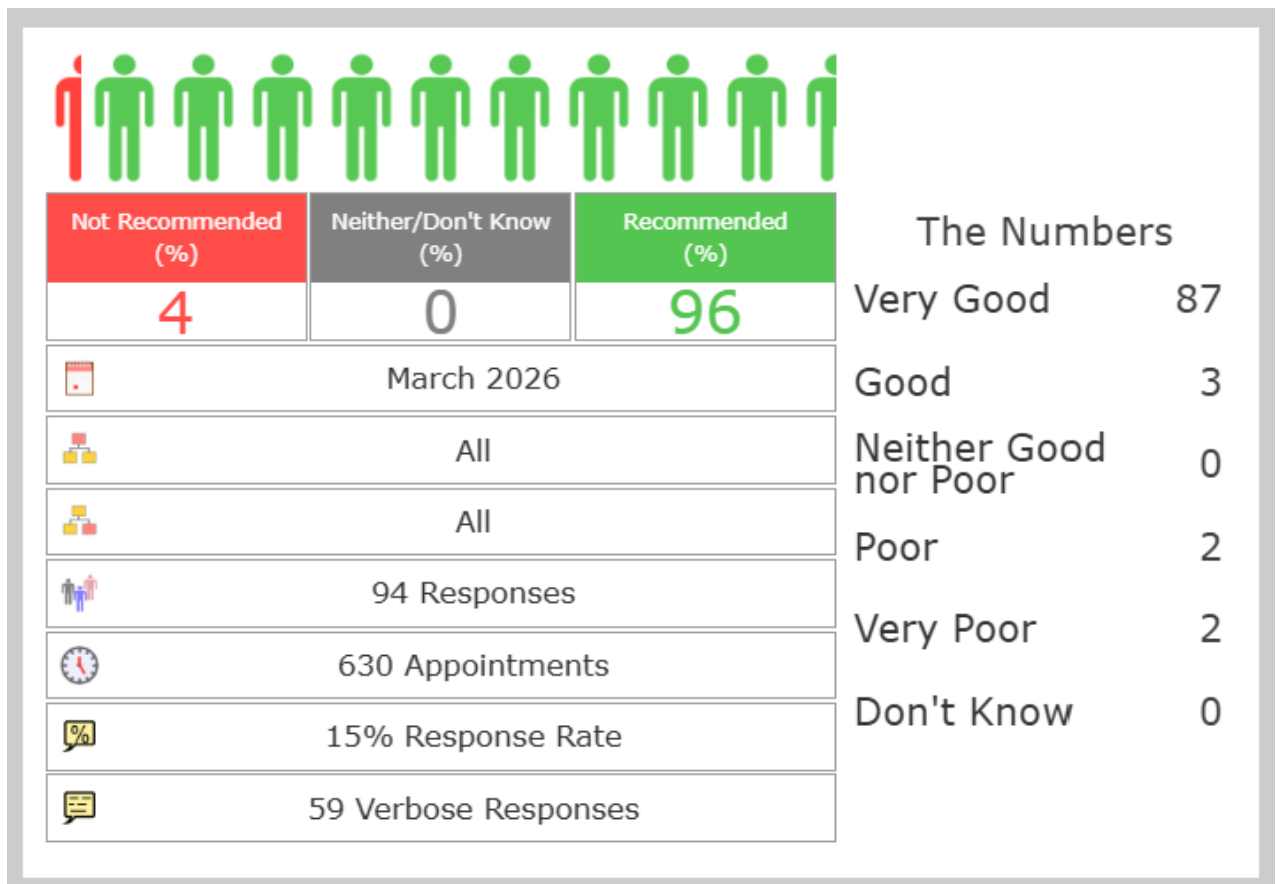 Not Recommended
(%)
Neither/Don't Know
(%)
Recommended
(%)
4
0
96
March 2026
All
All
94 Responses
630 Appointments
%
15% Response Rate
59 Verbose Responses
The Numbers
Very Good 87
Good 3
Neither Good
nor Poor 0
Poor 2
Very Poor 2
Don't Know 0